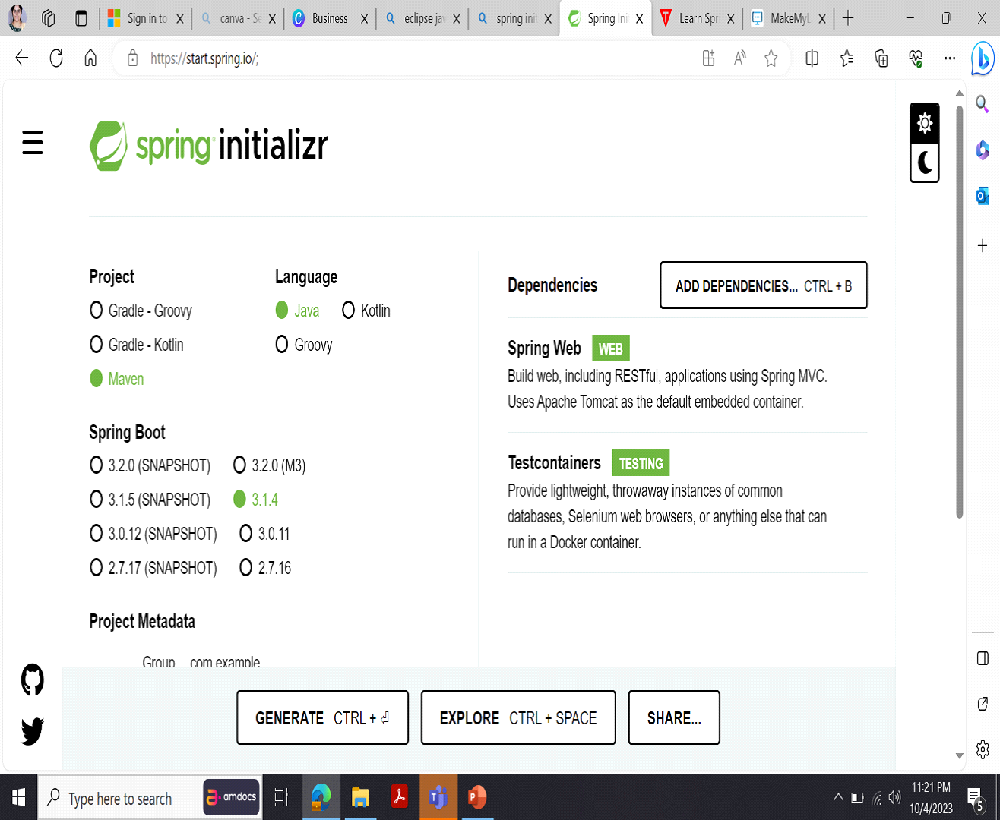 Sign in to
canva - Se
Business
eclipse jav
spring init
Spring Ini
Learn Spri
MakeMyL
https://start.spring.io/;
spring initializr
Project
Gradle - Groovy
Gradle - Kotlin
Maven
Language
Java Kotlin
Groovy
Spring Boot
3.2.0 (SNAPSHOT) 3.2.0 (M3)
3.1.5 (SNAPSHOT) 3.1.4
3.0.12 (SNAPSHOT) 3.0.11
2.7.17 (SNAPSHOT) 2.7.16
Project Metadata
Group com example
Dependencies
ADD DEPENDENCIES... CTRL + B
Spring Web WEB
Build web, including RESTful, applications using Spring MVC.
Uses Apache Tomcat as the default embedded container.
Testcontainers TESTING
Provide lightweight, throwaway instances of common
databases, Selenium web browsers, or anything else that can
run in a Docker container.
GENERATE CTRL + ⏎
EXPLORE CTRL + SPACE
SHARE...
Type here to search
amdocs
11:21 PM
10/4/2023
5